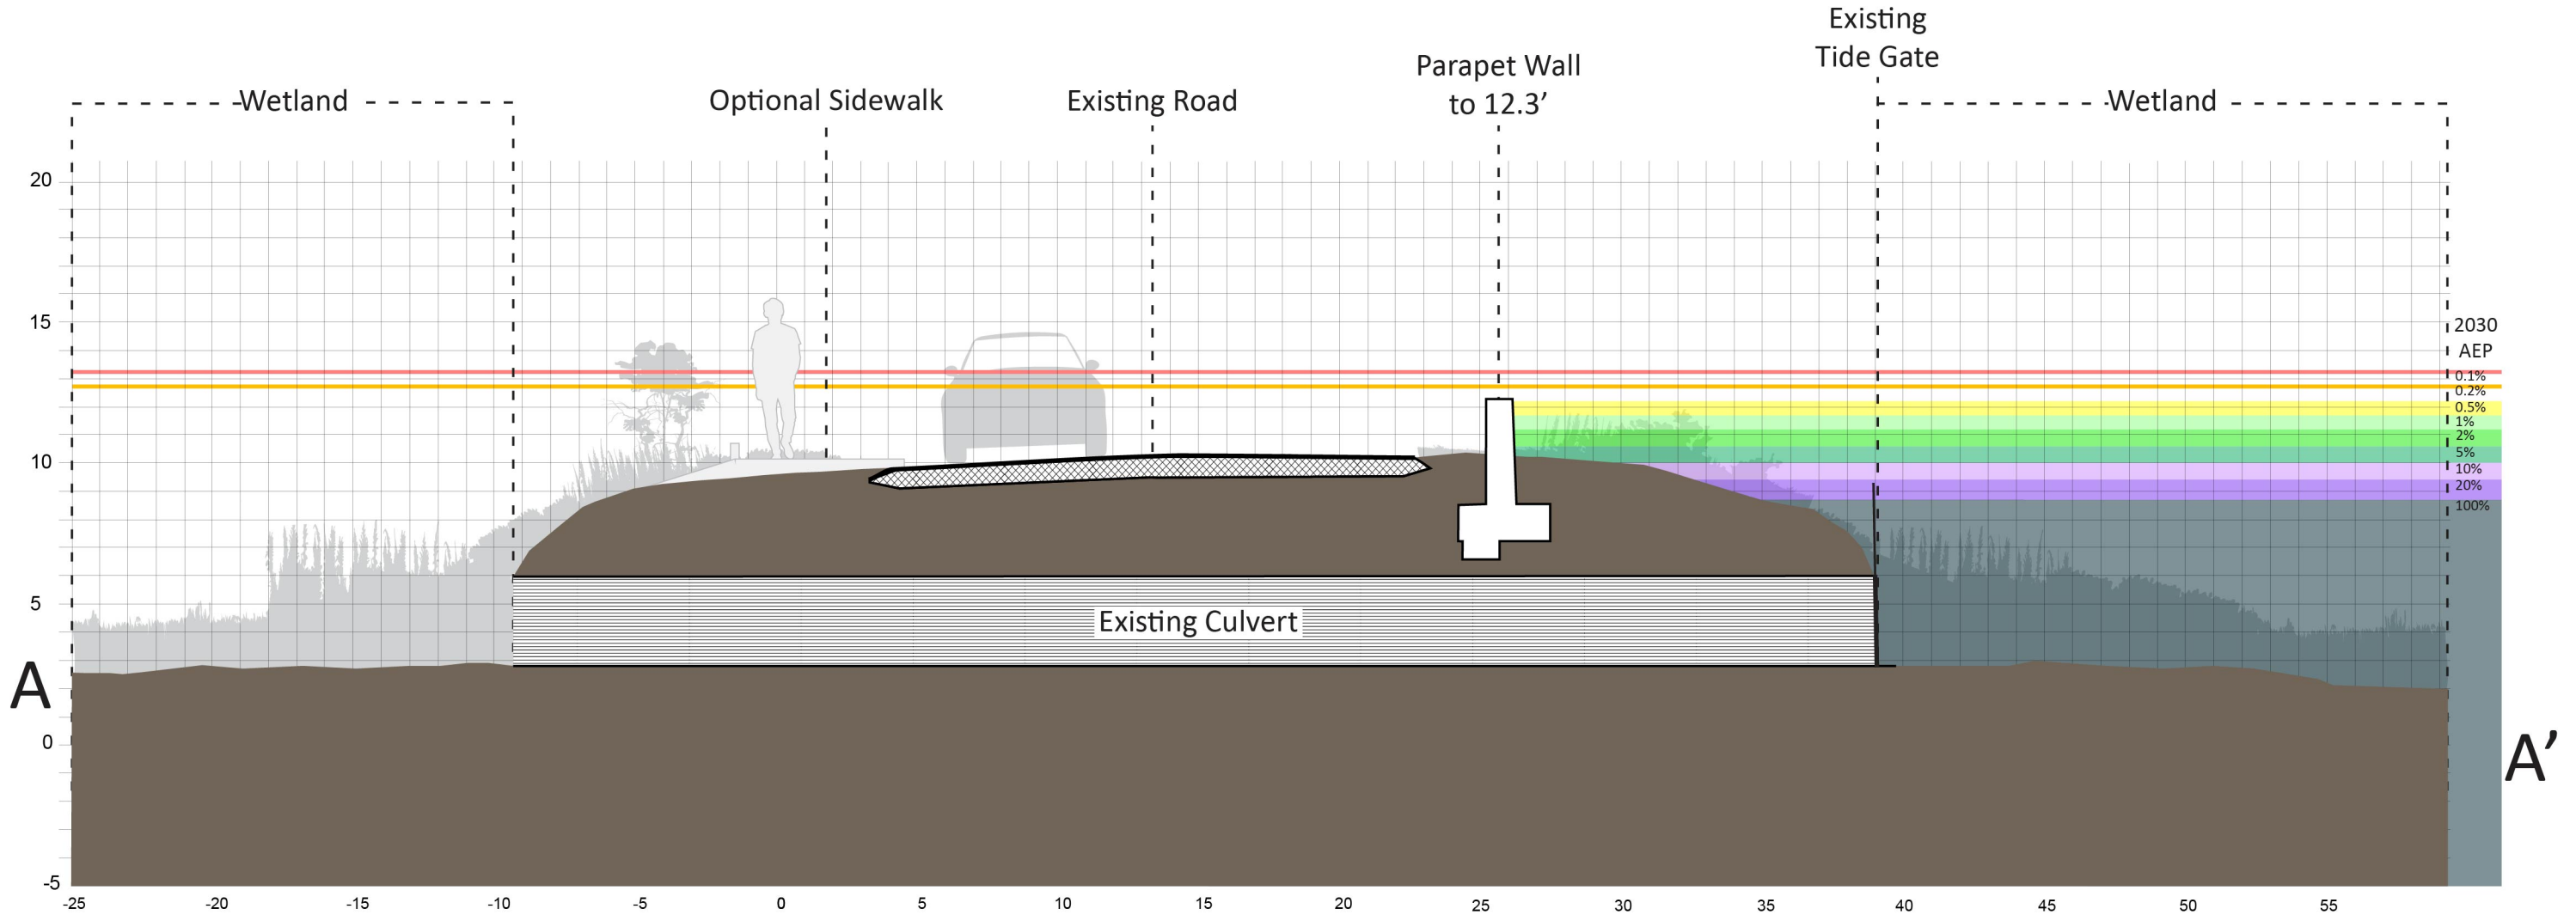 Existing
Tide Gate
Parapet Wall
to 12.3’
Wetland
Optional Sidewalk
Existing Road
Wetland
20
15
10
5
0
-5
2030
AEP
0.1%
0.2%
0.5%
1%
2%
5%
10%
20%
100%
Existing Culvert
A
A’
-25 -20 -15 -10 -5 0 5 10 15 20 25 30 35 40 45 50 55